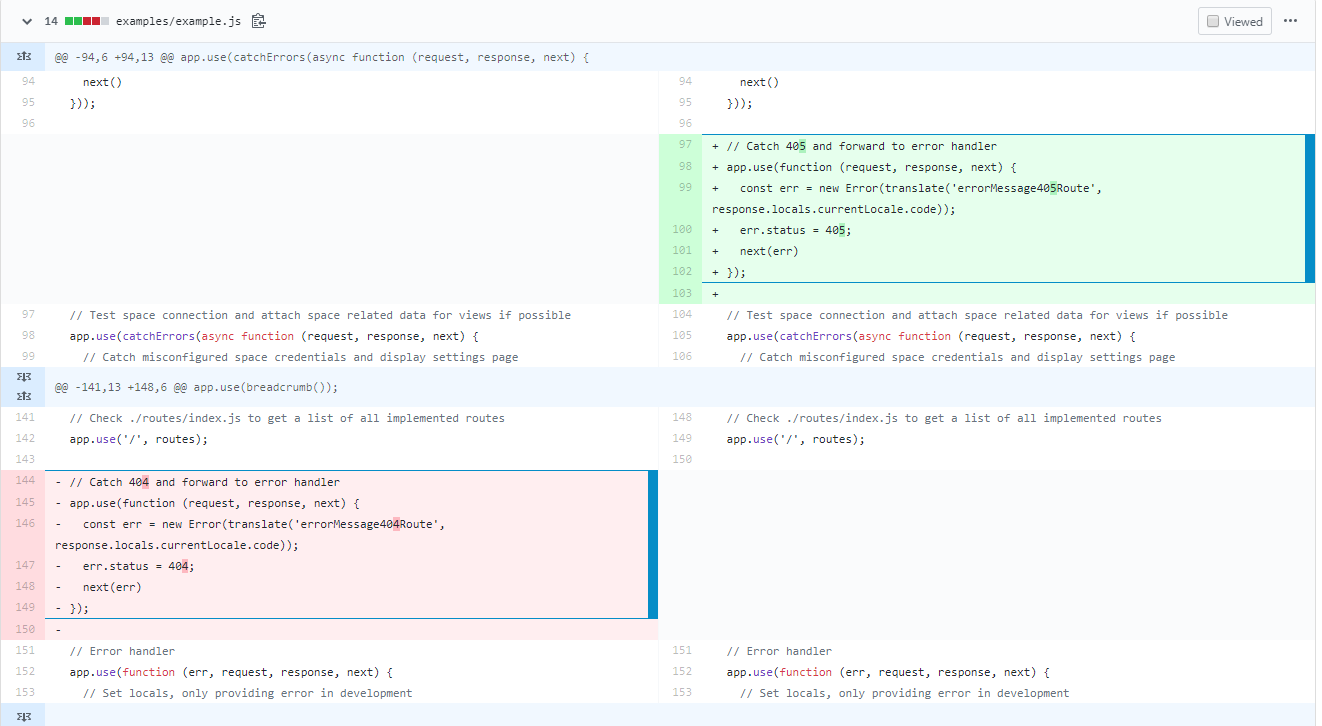 14 examples/example.js Viewed
@@ -94,6 +94,13 @@ app.use(catchErrors(async function (request, response, next) {
94 next() 94 next()
95 })); 95 }));
96 96
97 + // Catch 405 and forward to error handler
98 + app.use(function (request, response, next) {
99 + const err = new Error(translate('errorMessage405Route',
response.locals.currentLocale.code));
100 + err.status = 405;
101 + next(err)
102 + });
103 +
97 // Test space connection and attach space related data for views if possible 104 // Test space connection and attach space related data for views if possible
98 app.use(catchErrors(async function (request, response, next) { 105 app.use(catchErrors(async function (request, response, next) {
99 // Catch misconfigured space credentials and display settings page 106 // Catch misconfigured space credentials and display settings page
@@ -141,13 +148,6 @@ app.use(breadcrumb());
141 // Check ./routes/index.js to get a list of all implemented routes 148 // Check ./routes/index.js to get a list of all implemented routes
142 app.use('/', routes); 149 app.use('/', routes);
143 150
144 - // Catch 404 and forward to error handler
145 - app.use(function (request, response, next) {
146 - const err = new Error(translate('errorMessage404Route',
response.locals.currentLocale.code));
147 - err.status = 404;
148 - next(err)
149 - });
150 -
151 // Error handler 151 // Error handler
152 app.use(function (err, request, response, next) { 152 app.use(function (err, request, response, next) {
153 // Set locals, only providing error in development 153 // Set locals, only providing error in development